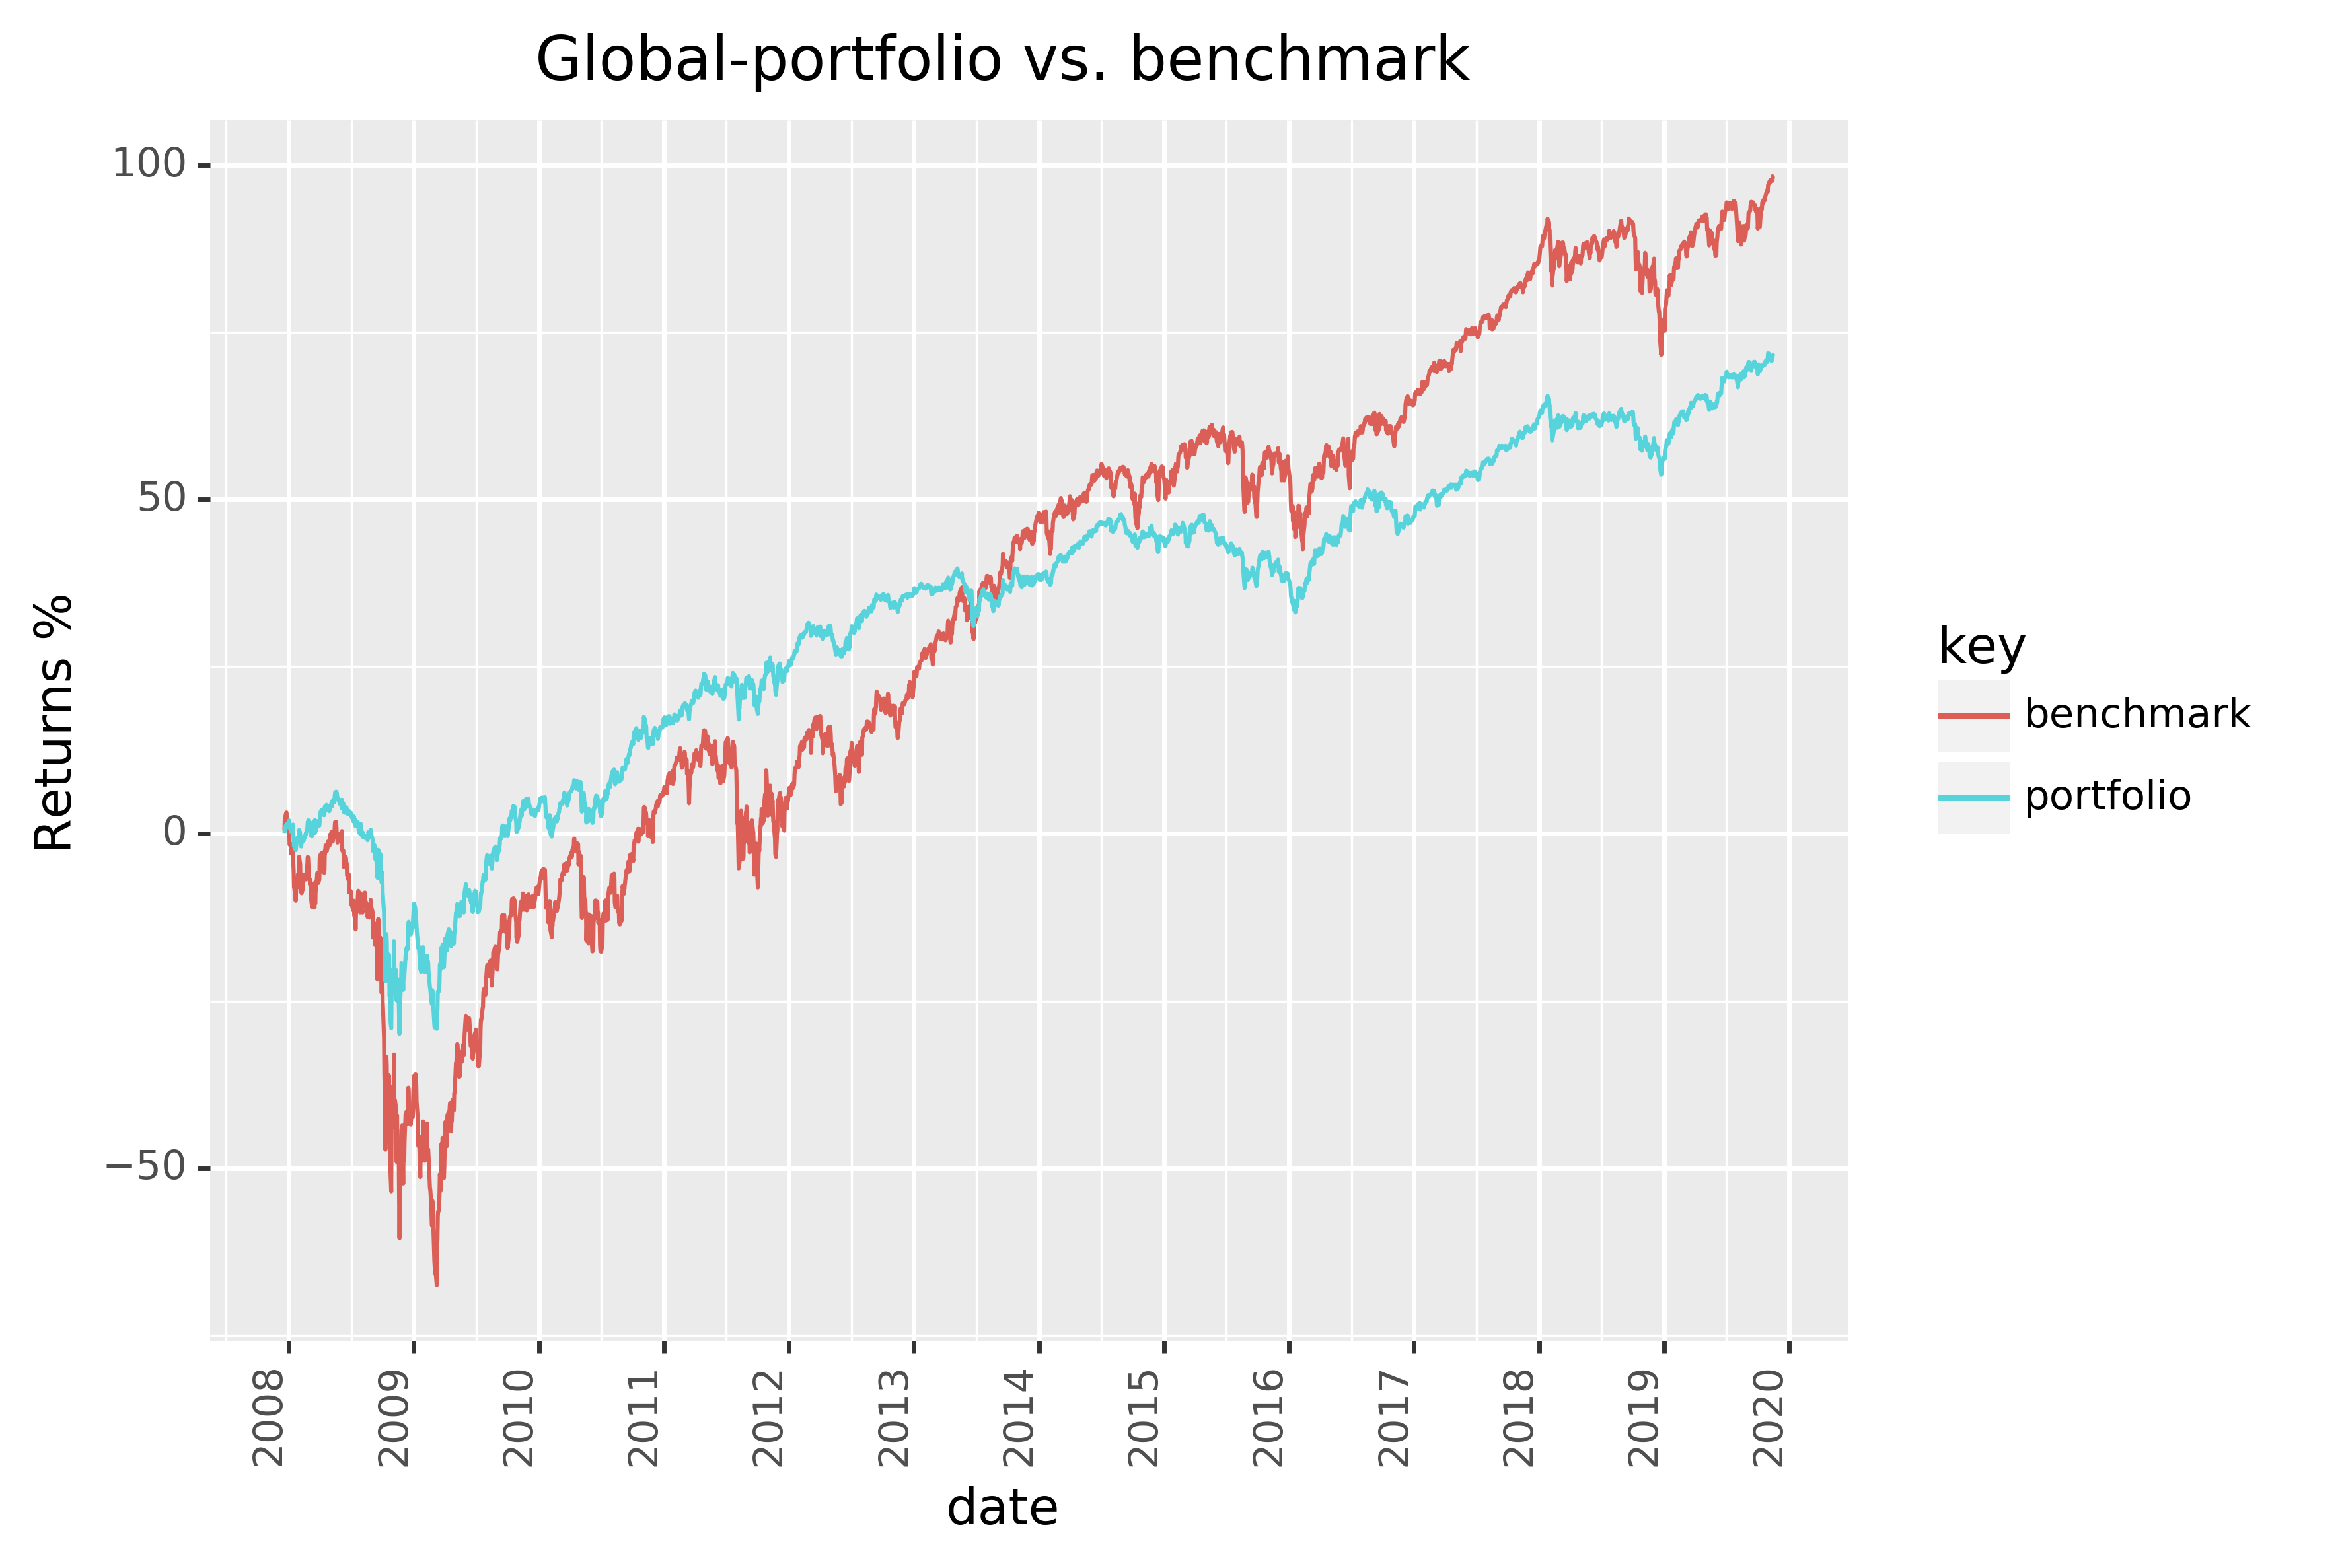 Global-portfolio vs. benchmark
Returns %
100
50
0
−50
2008
2009
2010
2011
2012
2013
2014
2015
2016
2017
2018
2019
2020
date
key
benchmark
portfolio